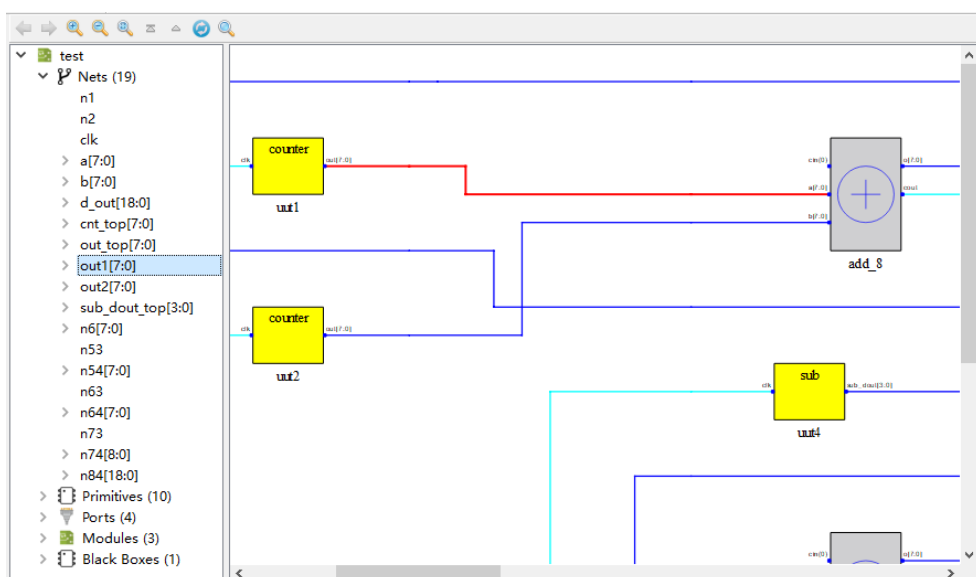 test
Nets (19)
n1
n2
clk
a[7:0]
b[7:0]
d_out[18:0]
cnt_top[7:0]
out_top[7:0]
out1[7:0]
out2[7:0]
sub_dout_top[3:0]
n6[7:0]
n53
n54[7:0]
n63
n64[7:0]
n73
n74[8:0]
n84[18:0]
Primitives (10)
Ports (4)
Modules (3)
Black Boxes (1)
counter
clk
out[7:0]
uut1
cin(0)
o[7:0]
a[7:0]
cout
b[7:0]
add_8
counter
clk
out[7:0]
uut2
sub
clk
sub_dout[3:0]
uut4
cin(0)
o[7:0]